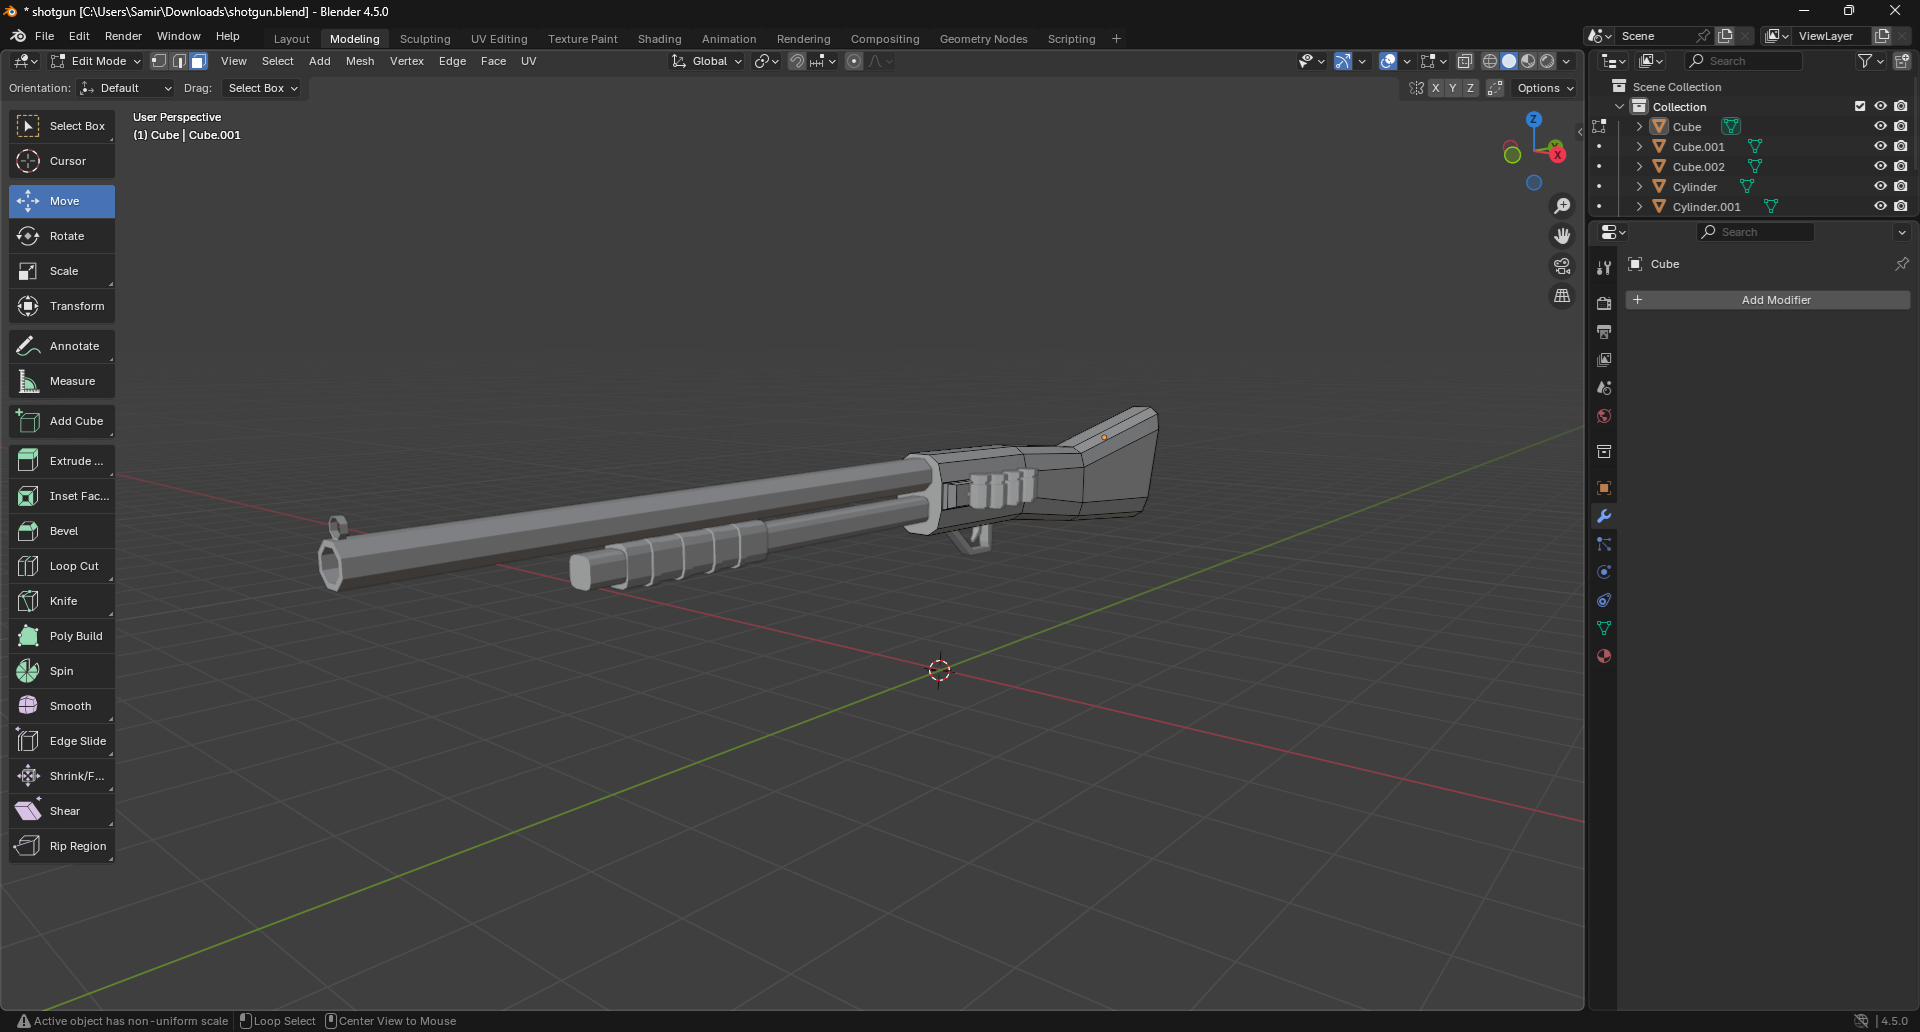 * shotgun [C:\Users\Samir\Downloads\shotgun.blend] - Blender 4.5.0
File Edit Render Window Help Layout Modeling Sculpting UV Editing Texture Paint Shading Animation Rendering Compositing Geometry Nodes Scripting + Scene ViewLayer
Edit Mode View Select Add Mesh Vertex Edge Face UV Global Search
Orientation: Default Drag: Select Box X Y Z Options
Scene Collection
Collection
Cube
Cube.001
Cube.002
Cylinder
Cylinder.001
User Perspective
(1) Cube | Cube.001
Z
X
Select Box
Cursor
Move
Rotate
Scale
Transform
Annotate
Measure
Add Cube
Extrude ...
Inset Fac...
Bevel
Loop Cut
Knife
Poly Build
Spin
Smooth
Edge Slide
Shrink/F...
Shear
Rip Region
Search
Cube
+ Add Modifier
Active object has non-uniform scale Loop Select Center View to Mouse 4.5.0